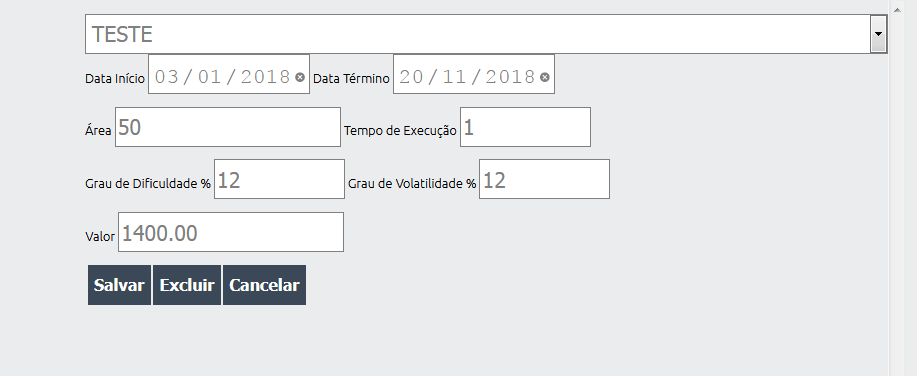 TESTE
Data Início 03/01/2018 Data Término 20/11/2018
Área 50 Tempo de Execução 1
Grau de Dificuldade % 12 Grau de Volatilidade % 12
Valor 1400.00
Salvar Excluir Cancelar